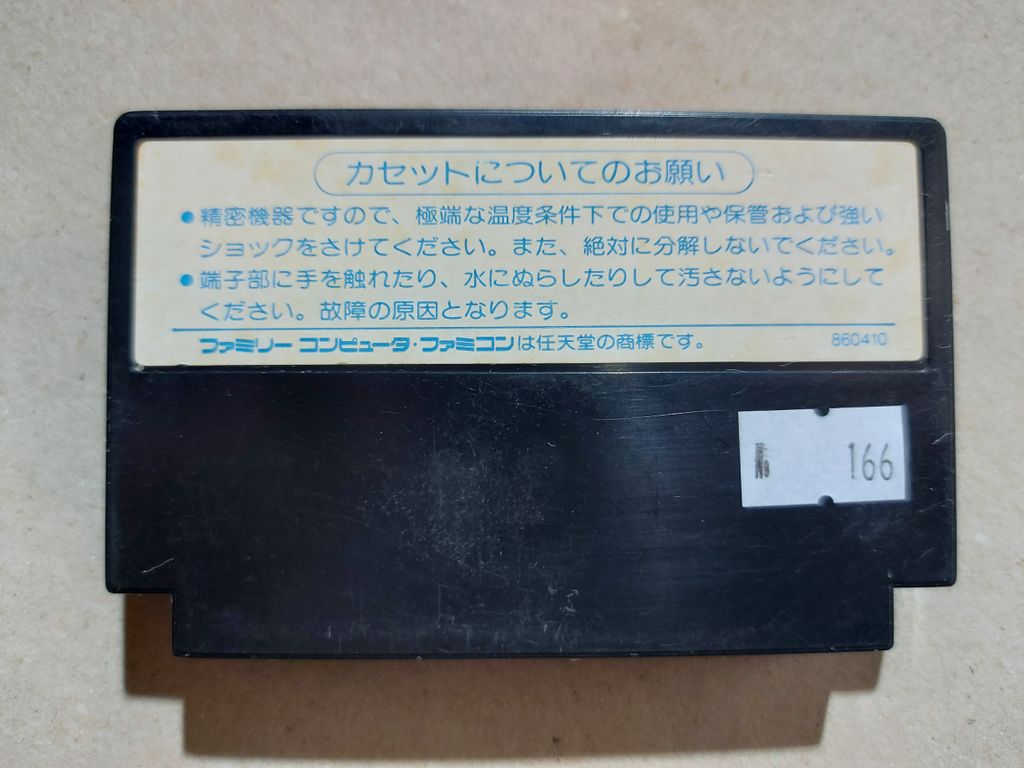 カセットについてのお願い
●精密機器ですので、極端な温度条件下での使用や保管および強い
ショックをさけてください。また、絶対に分解しないでください。
●端子部に手を触れたり、水にぬらしたりして汚さないようにして
ください。故障の原因となります。
ファミリー コンピュータ・ファミコンは任天堂の商標です。 860410
№ 166